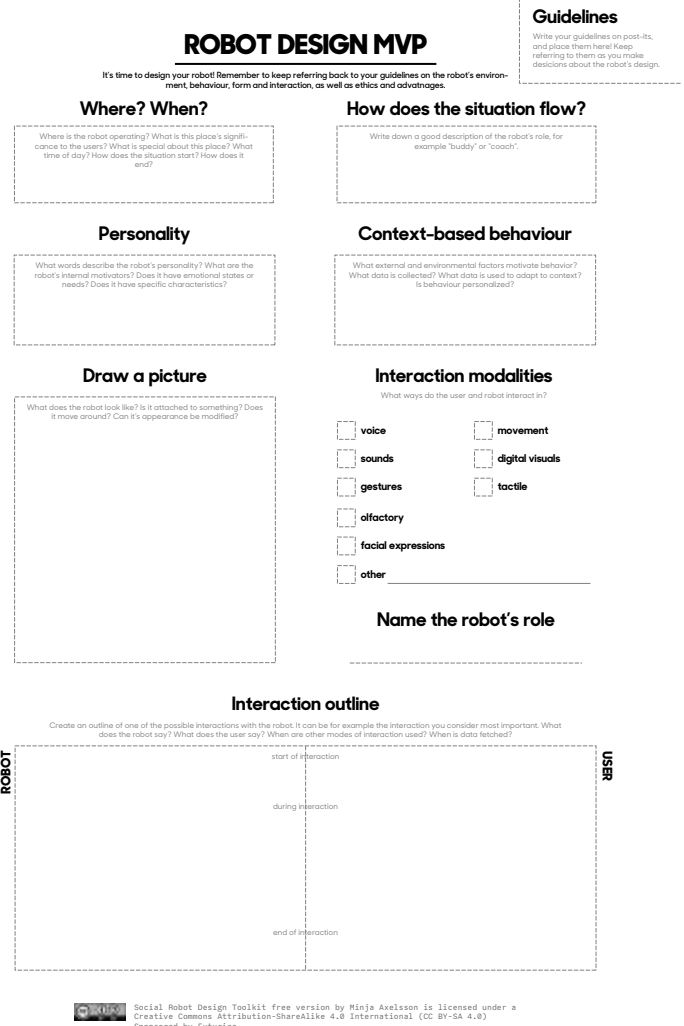 Guidelines
Write your guidelines on post-its,
and place them here! Keep
referring to them as you make
desicions about the robot's design.
ROBOT DESIGN MVP
It's time to design your robot! Remember to keep referring back to your guidelines on the robot's environ-
ment, behaviour, form and interaction, as well as ethics and advatnages.
Where? When?
Where is the robot operating? What is this place's signifi-
cance to the users? What is special about this place? What
time of day? How does the situation start? How does it
end?
How does the situation flow?
Write down a good description of the robot's role, for
example "buddy" or "coach".
Personality
What words describe the robot's personality? What are the
robot's internal motivators? Does it have emotional states or
needs? Does it have specific characteristics?
Context-based behaviour
What external and environmental factors motivate behavior?
What data is collected? What data is used to adapt to context?
Is behaviour personalized?
Draw a picture
What does the robot look like? Is it attached to something? Does
it move around? Can it's appearance be modified?
Interaction modalities
What ways do the user and robot interact in?
voice
movement
sounds
digital visuals
gestures
tactile
olfactory
facial expressions
other
Name the robot's role
Interaction outline
Create an outline of one of the possible interactions with the robot. It can be for example the interaction you consider most important. What
does the robot say? What does the user say? When are other modes of interaction used? When is data fetched?
ROBOT
USER
start of interaction
during interaction
end of interaction
Social Robot Design Toolkit free version by Minja Axelsson is licensed under a
Creative Commons Attribution-ShareAlike 4.0 International (CC BY-SA 4.0)